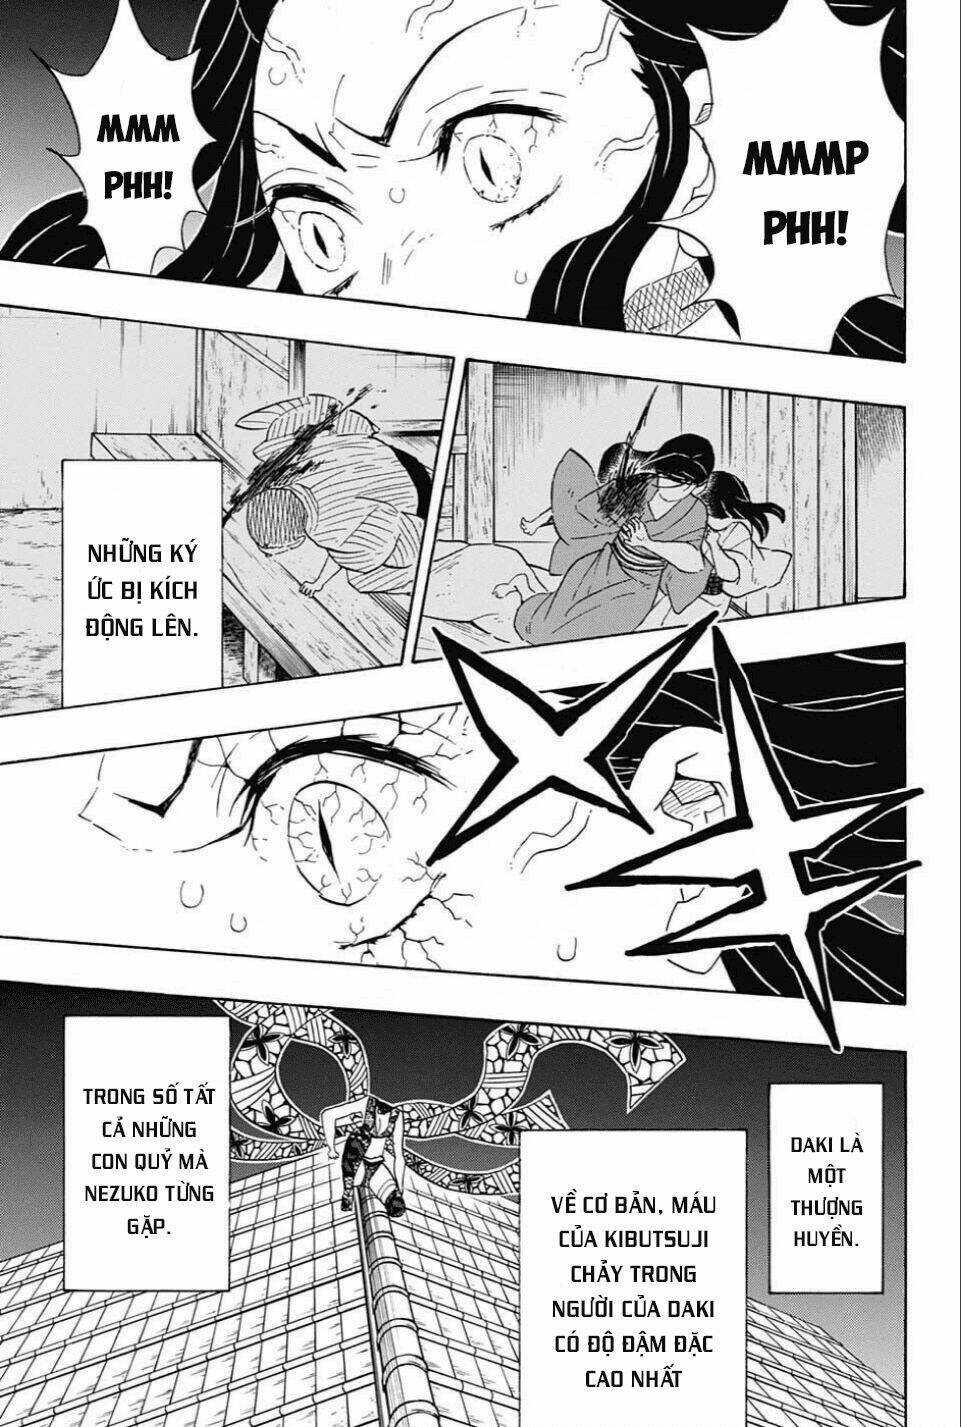 MMMP
PHH!
MMM
PHH!
NHỮNG KÝ
ỨC BỊ KÍCH
ĐỘNG LÊN.
DAKI LÀ
MỘT
THƯỢNG
HUYỀN.
VỀ CƠ BẢN, MÁU
CỦA KIBUTSUJI
CHẢY TRONG
NGƯỜI CỦA DAKI
CÓ ĐỘ ĐẬM ĐẶC
CAO NHẤT
TRONG SỐ TẤT
CẢ NHỮNG
CON QUỶ MÀ
NEZUKO TỪNG
GẶP.